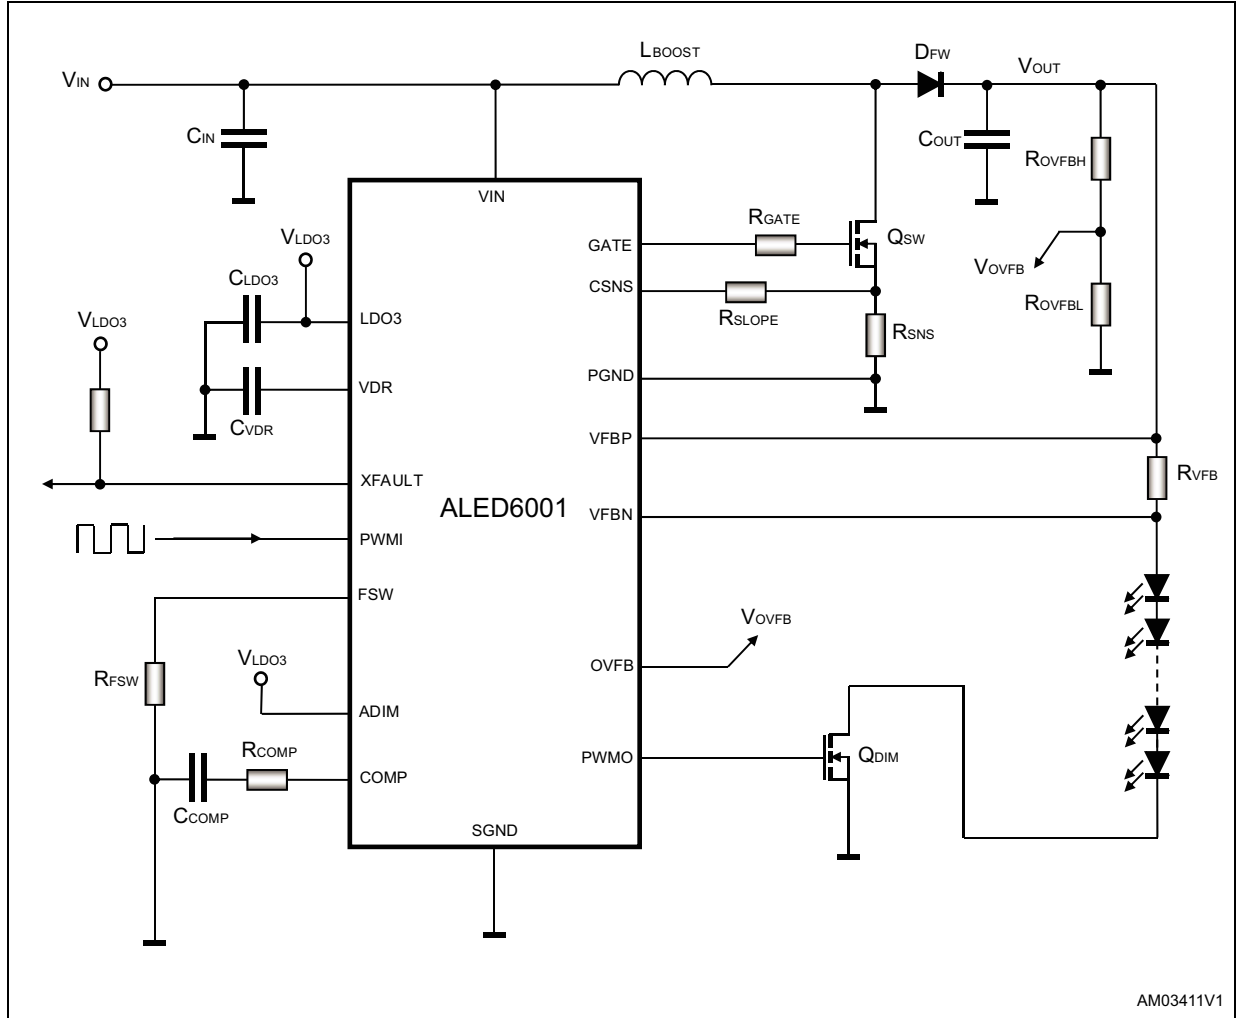 LBOOST
DFW
VIN
VOUT
CIN
COUT
ROVFBH
VIN
RGATE
VLDO3
GATE
QSW
CLDO3
VOVFB
CSNS
ROVFBL
LDO3
RSLOPE
VLDO3
RSNS
PGND
VDR
CVDR
VFBP
RVFB
XFAULT
ALED6001
VFBN
PWMI
FSW
VOVFB
VLDO3
OVFB
RFSW
ADIM
RCOMP
PWMO
QDIM
COMP
CCOMP
SGND
AM03411V1